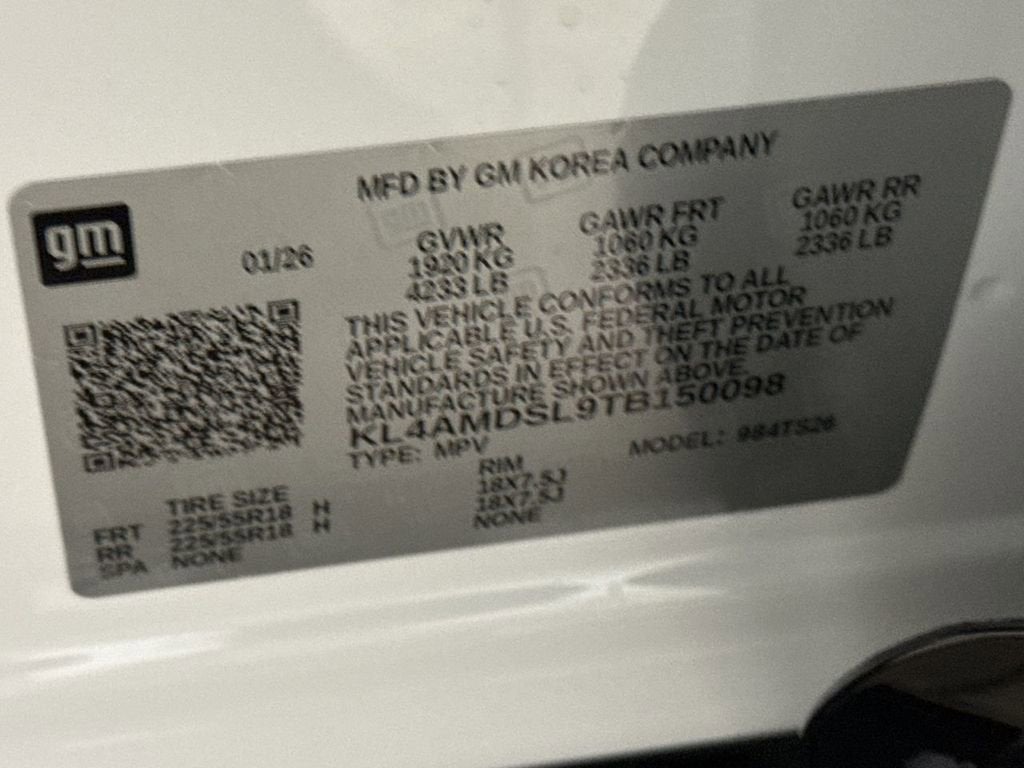 MFD BY GM KOREA COMPANY
gm
01/26
GVWR
1920 KG
4233 LB
GAWR FRT
1060 KG
2336 LB
GAWR RR
1060 KG
2336 LB
THIS VEHICLE CONFORMS TO ALL
APPLICABLE U.S. FEDERAL MOTOR
VEHICLE SAFETY AND THEFT PREVENTION
STANDARDS IN EFFECT ON THE DATE OF
MANUFACTURE SHOWN ABOVE.
KL4AMDSL9TB150098
TYPE: MPV
MODEL: 984TS26
TIRE SIZE
RIM
FRT 225/55R18 H 18X7.5J
RR 225/55R18 H 18X7.5J
SPA NONE NONE